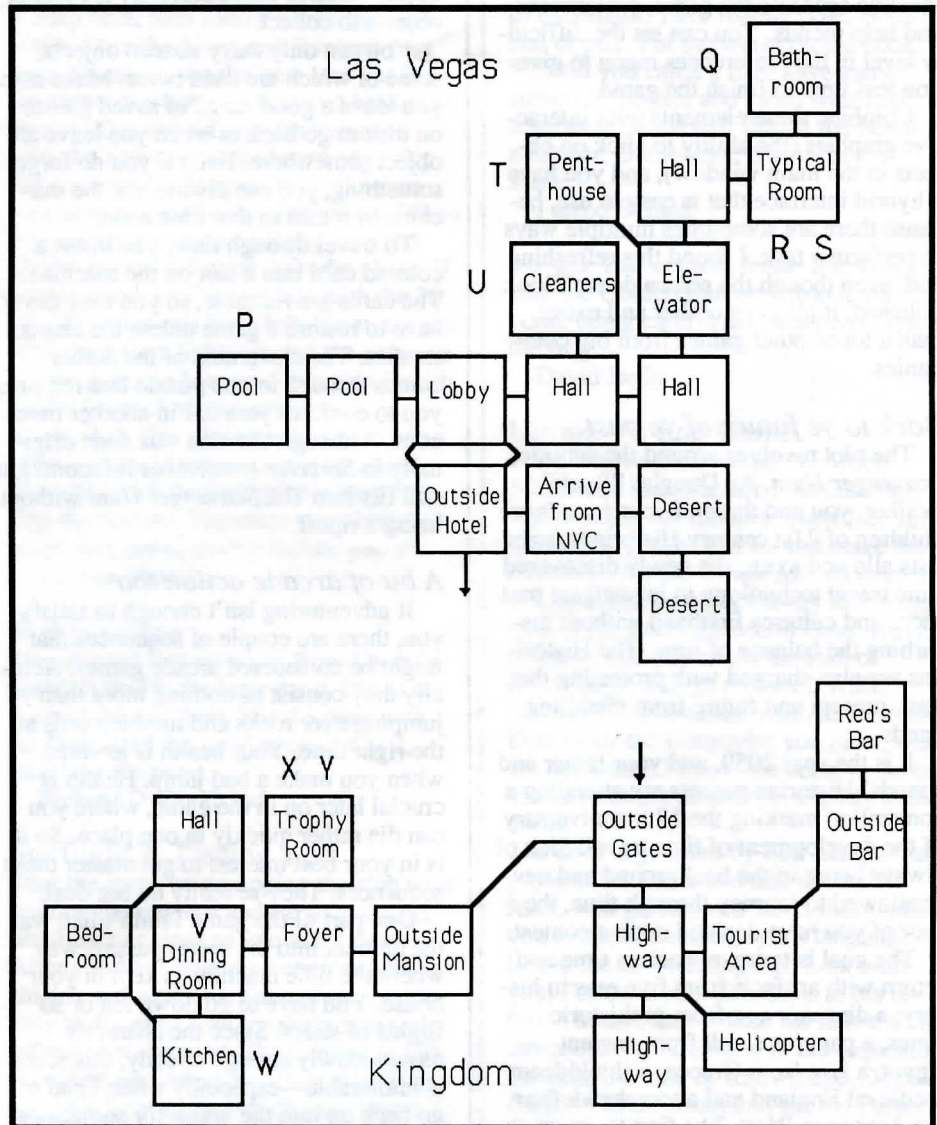 Las Vegas
Q
Bath
room
T
Pent-
house
Hall
Typical
Room
R S
U
Cleaners
Ele-
vator
P
Pool
Pool
Lobby
Hall
Hall
Outside
Hotel
Arrive
from
NYC
Desert
Desert
Red's
Bar
X Y
Hall
Trophy
Room
Outside
Gates
Outside
Bar
Bed-
room
V
Dining
Room
Foyer
Outside
Mansion
High-
way
Tourist
Area
Kitchen
W
Kingdom
High-
way
Helicopter